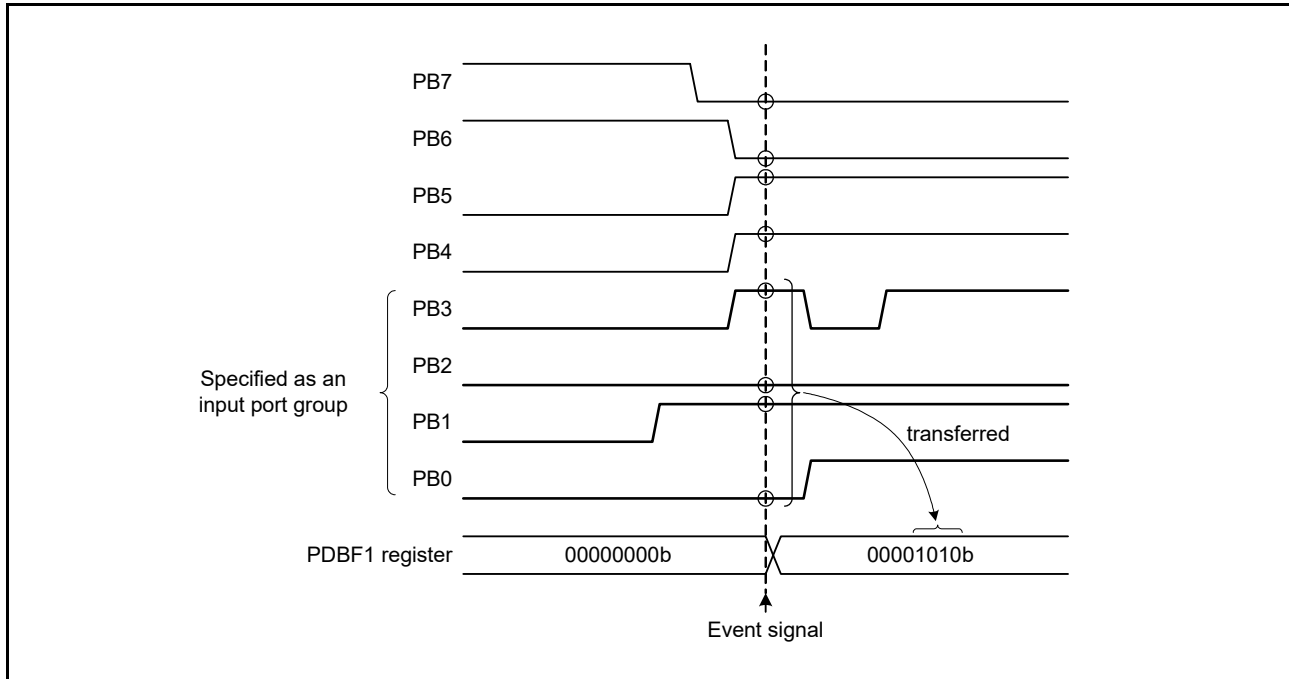 PB7
PB6
PB5
PB4
PB3
PB2
PB1
PB0
Specified as an
input port group
transferred
PDBF1 register
00000000b
00001010b
Event signal